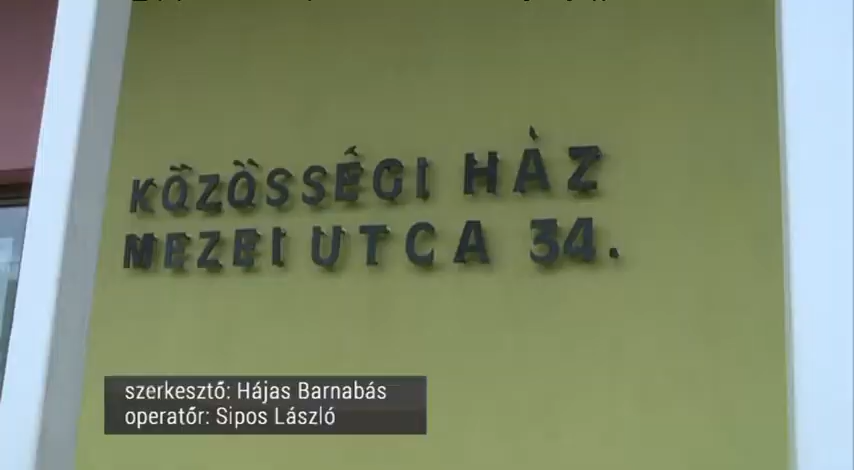 KÖZÖSSÉGI HÁZ
MEZEI UTCA 34.
szerkesztő: Hájas Barnabás
operatőr: Sipos László